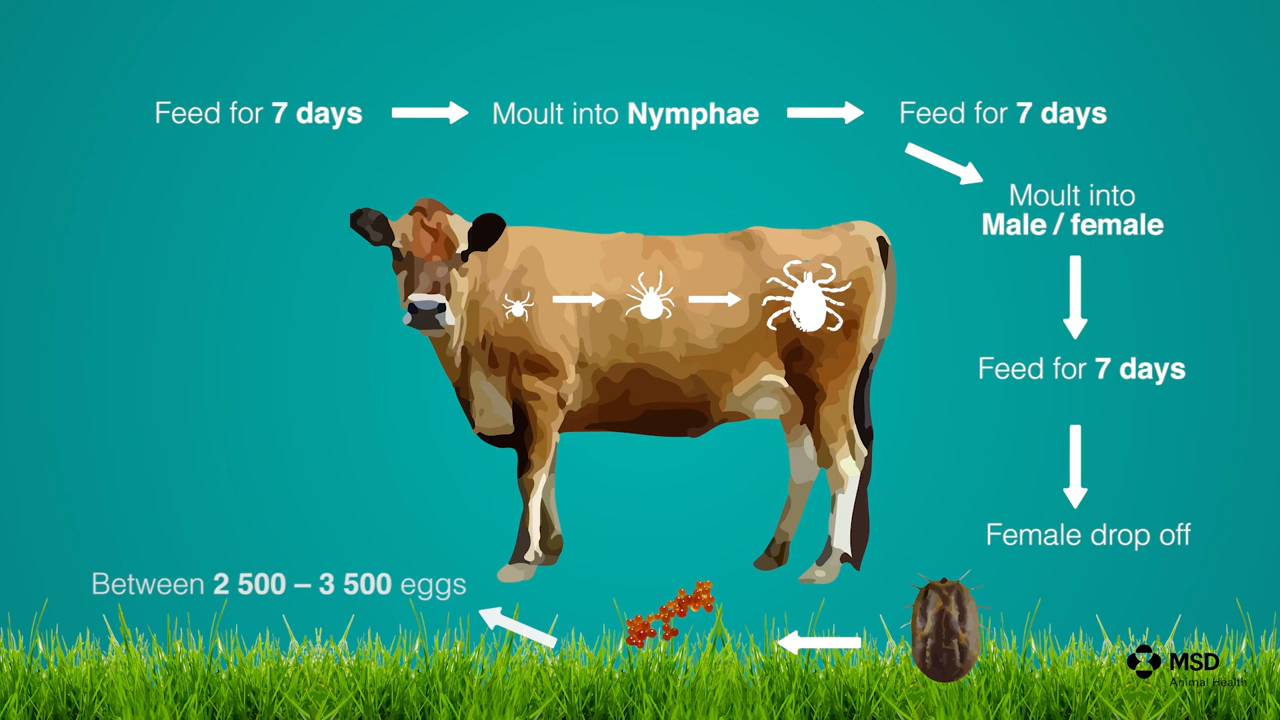 Feed for 7 days
Moult into Nymphae
Feed for 7 days
Moult into
Male / female
Feed for 7 days
Female drop off
Between 2 500 – 3 500 eggs
MSD
Animal Health